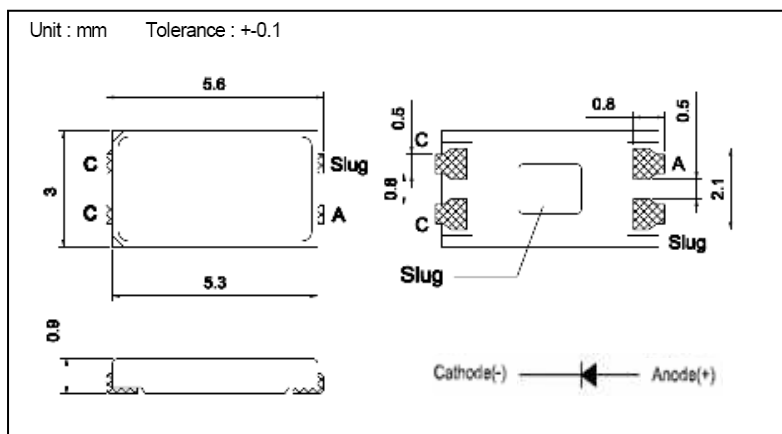 Unit : mm Tolerance : +-0.1
5.6
C
Slug
3
C
A
5.3
0.9
0.5
C
0.8
0.5
A
0.8
2.1
C
Slug
Slug
Cathode(-)
Anode(+)